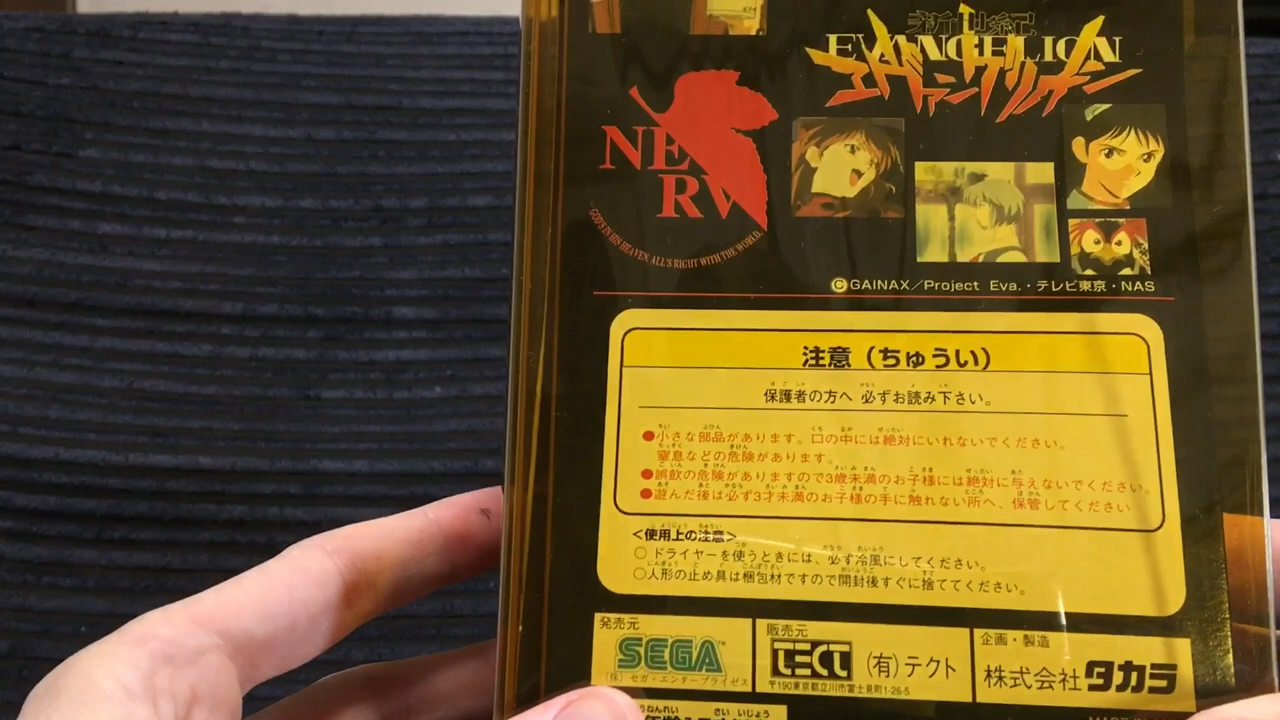 新世紀
EVANGELION
エヴァンゲリオン
NERV
GOD'S IN HIS HEAVEN. ALL'S RIGHT WITH THE WORLD.
©GAINAX/Project Eva.・テレビ東京・NAS
注意（ちゅうい）
保護者の方へ 必ずお読み下さい。
●小さな部品があります。口の中には絶対にいれないでください。
窒息などの危険があります。
●誤飲の危険がありますので3歳未満のお子様には絶対に与えないでください。
●遊んだ後は必ず3才未満のお子様の手に触れない所へ、保管してください
<使用上の注意>
○ドライヤーを使うときには、必ず冷風にしてください。
○人形の止め具は梱包材ですので開封後すぐに捨ててください。
発売元
SEGA™
(株)セガ・エンタープライゼス
販売元
TECT (有)テクト
〒190東京都立川市富士見町1-26-5
企画・製造
株式会社タカラ